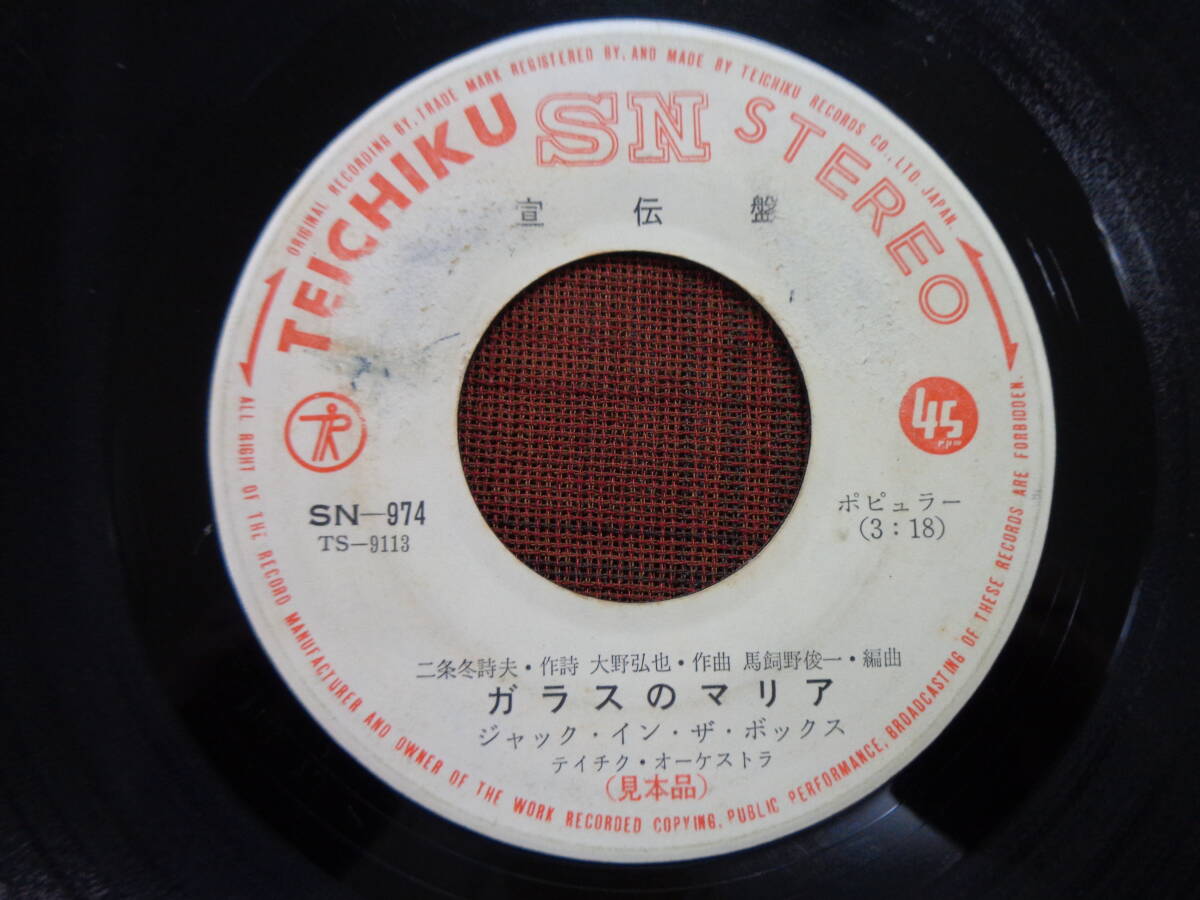 ORIGINAL RECORDING BY, TRADE MARK REGISTERED BY, AND MADE BY TEICHIKU RECORDS CO., LTD. JAPAN.
TEICHIKU SN STEREO
宣伝盤
45
r.p.m
SN—974
TS—9113
ポピュラー
(3:18)
二条冬詩夫・作詩 大野弘也・作曲 馬飼野俊一・編曲
ガラスのマリア
ジャック・イン・ザ・ボックス
テイチク・オーケストラ
(見本品)
ALL RIGHT OF THE RECORD MANUFACTURER AND OWNER OF THE WORK RECORDED COPYING, PUBLIC PERFORMANCE, BROADCASTING OF THESE RECORDS ARE FORBIDDEN.